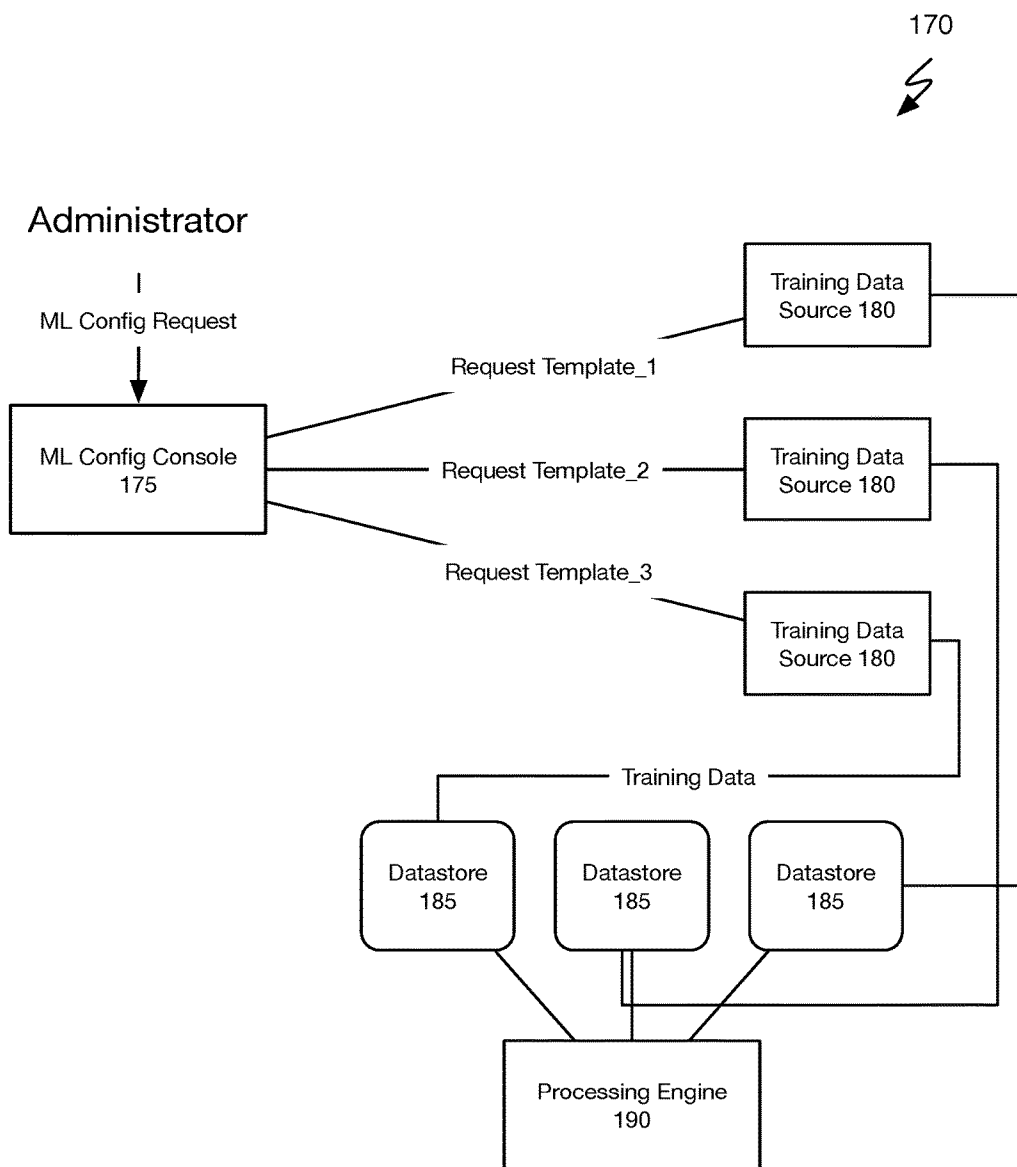 170
Administrator
ML Config Request
ML Config Console
175
Request Template_1
Request Template_2
Request Template_3
Training Data
Source 180
Training Data
Source 180
Training Data
Source 180
Training Data
Datastore
185
Datastore
185
Datastore
185
Processing Engine
190